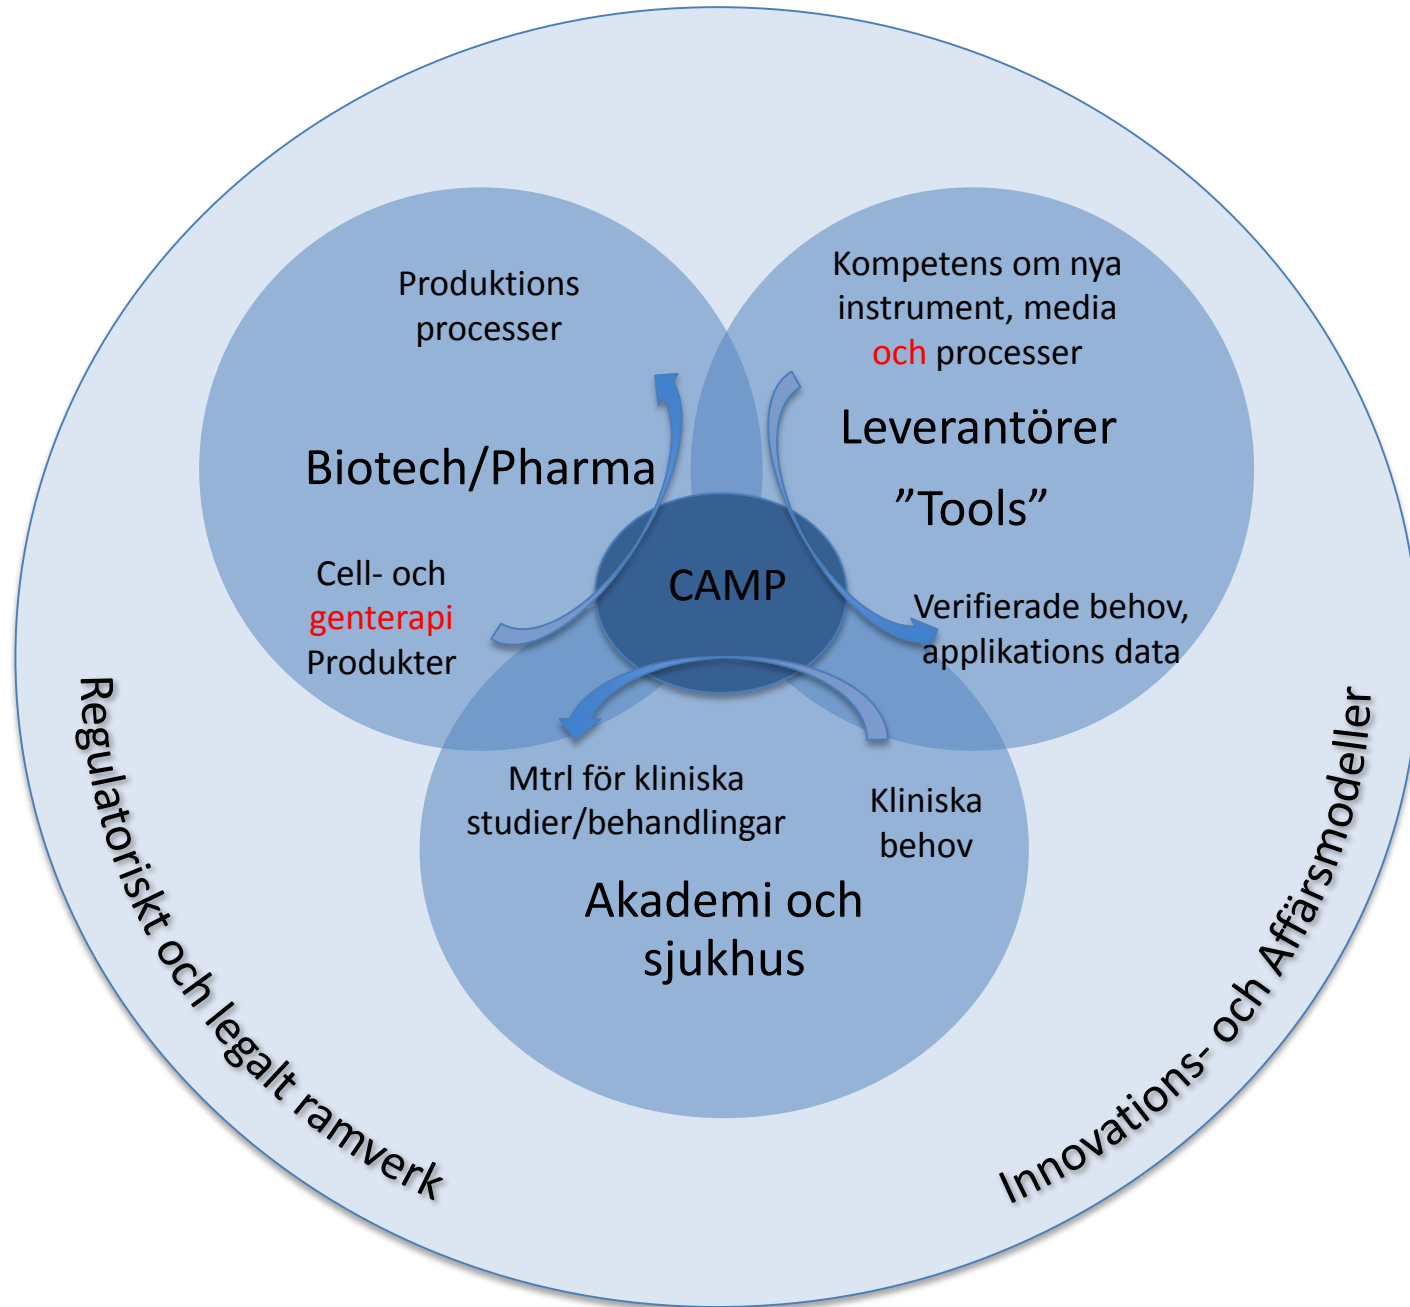 Produktions
processer
Biotech/Pharma
Cell- och
genterapi
Produkter
Kompetens om nya
instrument, media
och processer
Leverantörer
”Tools”
Verifierade behov,
applikations data
CAMP
Mtrl för kliniska
studier/behandlingar
Kliniska
behov
Akademi och
sjukhus
Regulatoriskt och legalt ramverk
Innovations- och Affärsmodeller